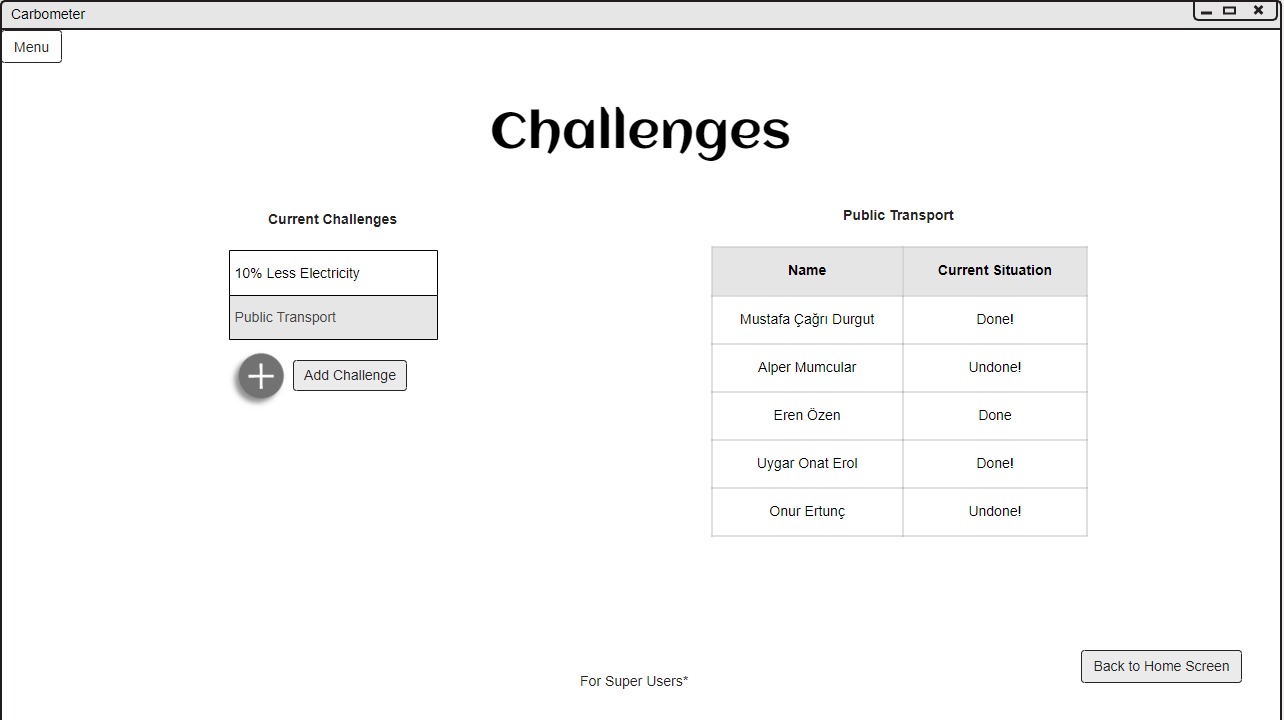 Carbometer
Menu
Challenges
Current Challenges
10% Less Electricity
Public Transport
Add Challenge
Public Transport
Name Current Situation
Mustafa Çağrı Durgut Done!
Alper Mumcular Undone!
Eren Özen Done
Uygar Onat Erol Done!
Onur Ertunç Undone!
Back to Home Screen
For Super Users*